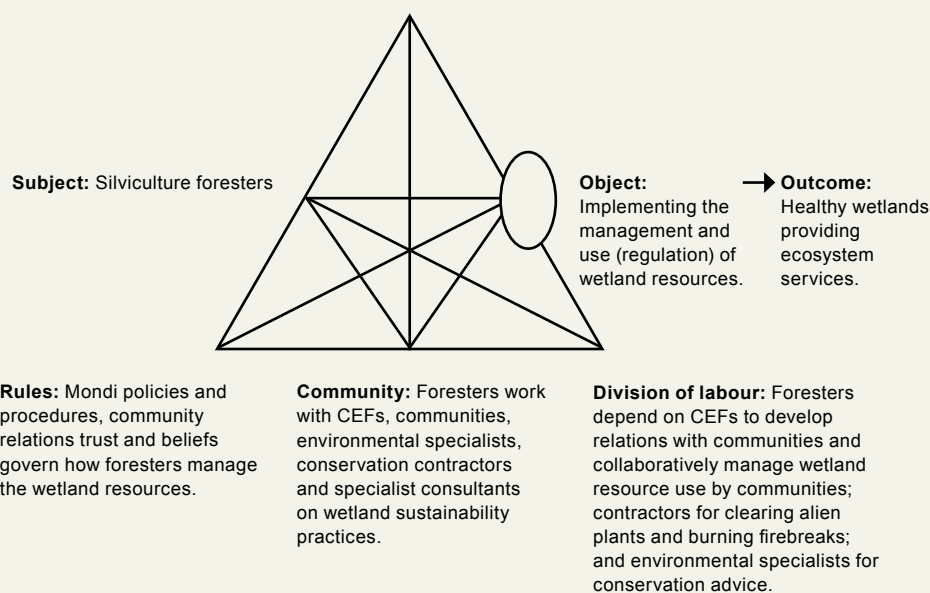 Subject: Silviculture foresters
Object:
Implementing the
management and
use (regulation) of
wetland resources.
Outcome:
Healthy wetlands
providing
ecosystem
services.
Rules: Mondi policies and
procedures, community
relations trust and beliefs
govern how foresters manage
the wetland resources.
Community: Foresters work
with CEFs, communities,
environmental specialists,
conservation contractors
and specialist consultants
on wetland sustainability
practices.
Division of labour: Foresters
depend on CEFs to develop
relations with communities and
collaboratively manage wetland
resource use by communities;
contractors for clearing alien
plants and burning firebreaks;
and environmental specialists for
conservation advice.